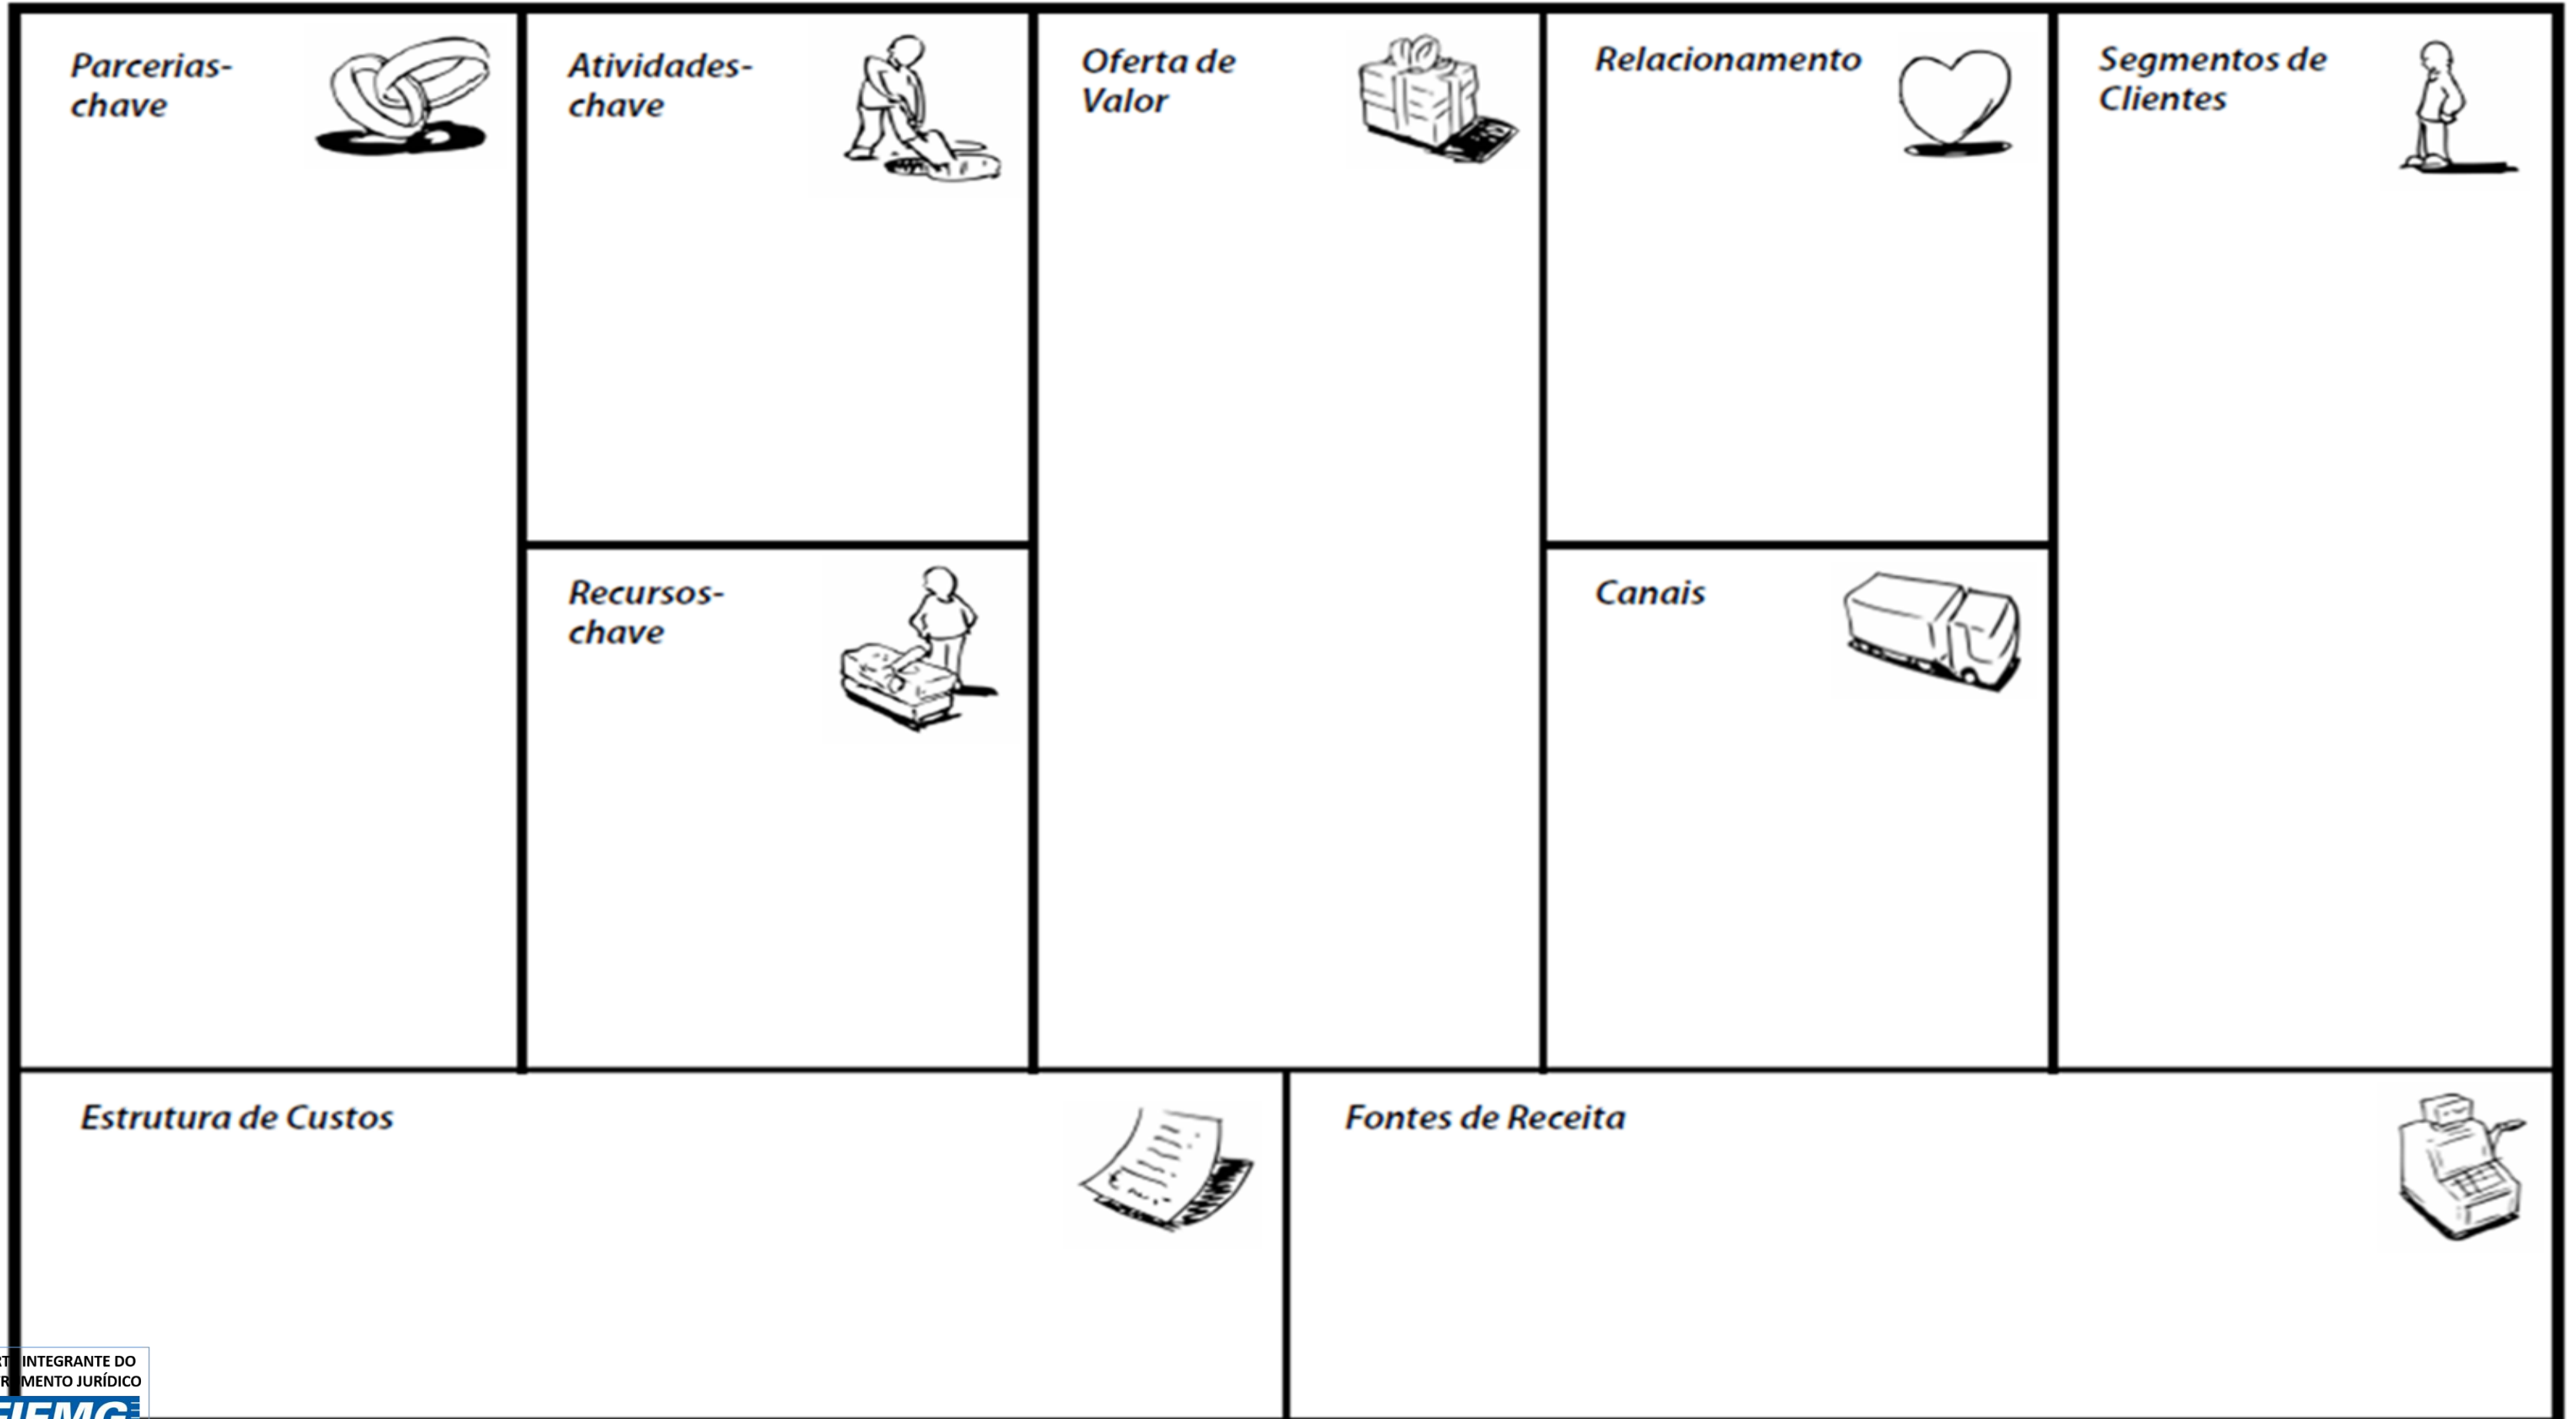 Parcerias-
chave
Atividades-
chave
Recursos-
chave
Oferta de
Valor
Relacionamento
Canais
Segmentos de
Clientes
Estrutura de Custos
Fontes de Receita
INTEGRANTE DO
JURÍDICO
FIEMG